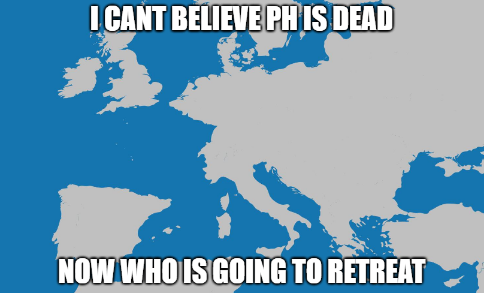 I CANT BELIEVE PH IS DEAD
NOW WHO IS GOING TO RETREAT